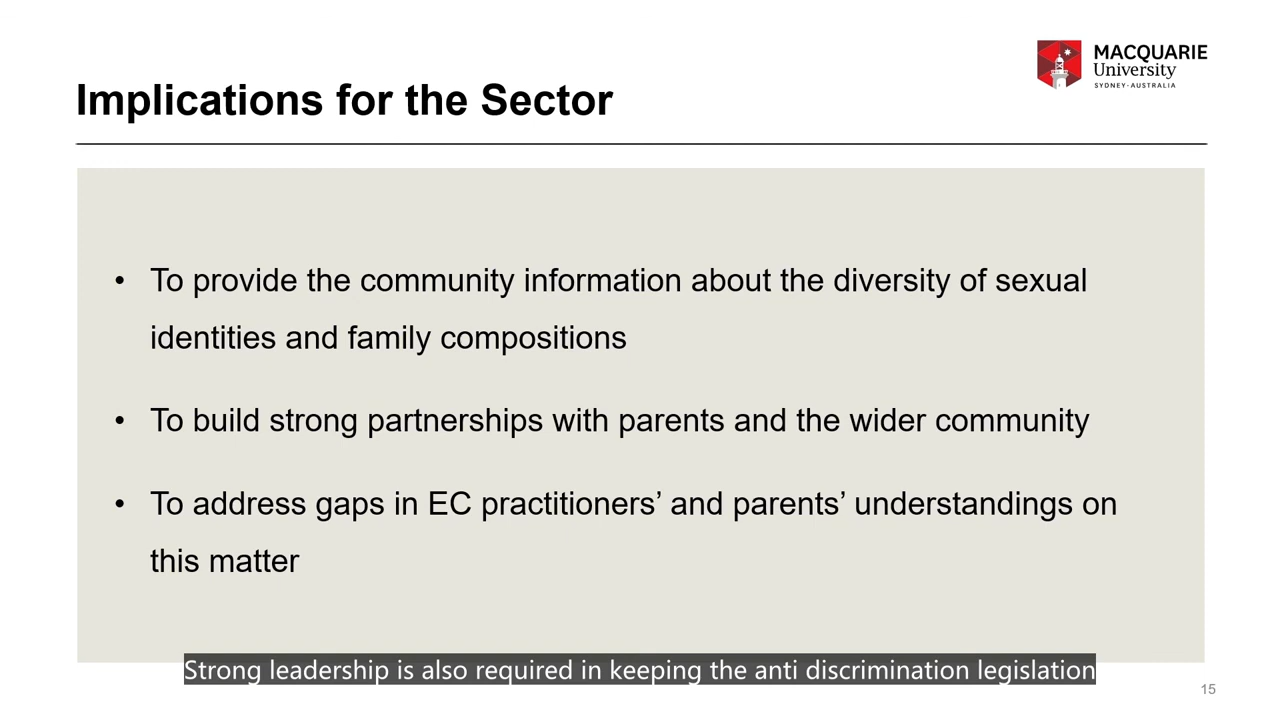 MACQUARIE
University
SYDNEY·AUSTRALIA
Implications for the Sector
• To provide the community information about the diversity of sexual
identities and family compositions
• To build strong partnerships with parents and the wider community
• To address gaps in EC practitioners’ and parents’ understandings on
this matter
Strong leadership is also required in keeping the anti discrimination legislation
15